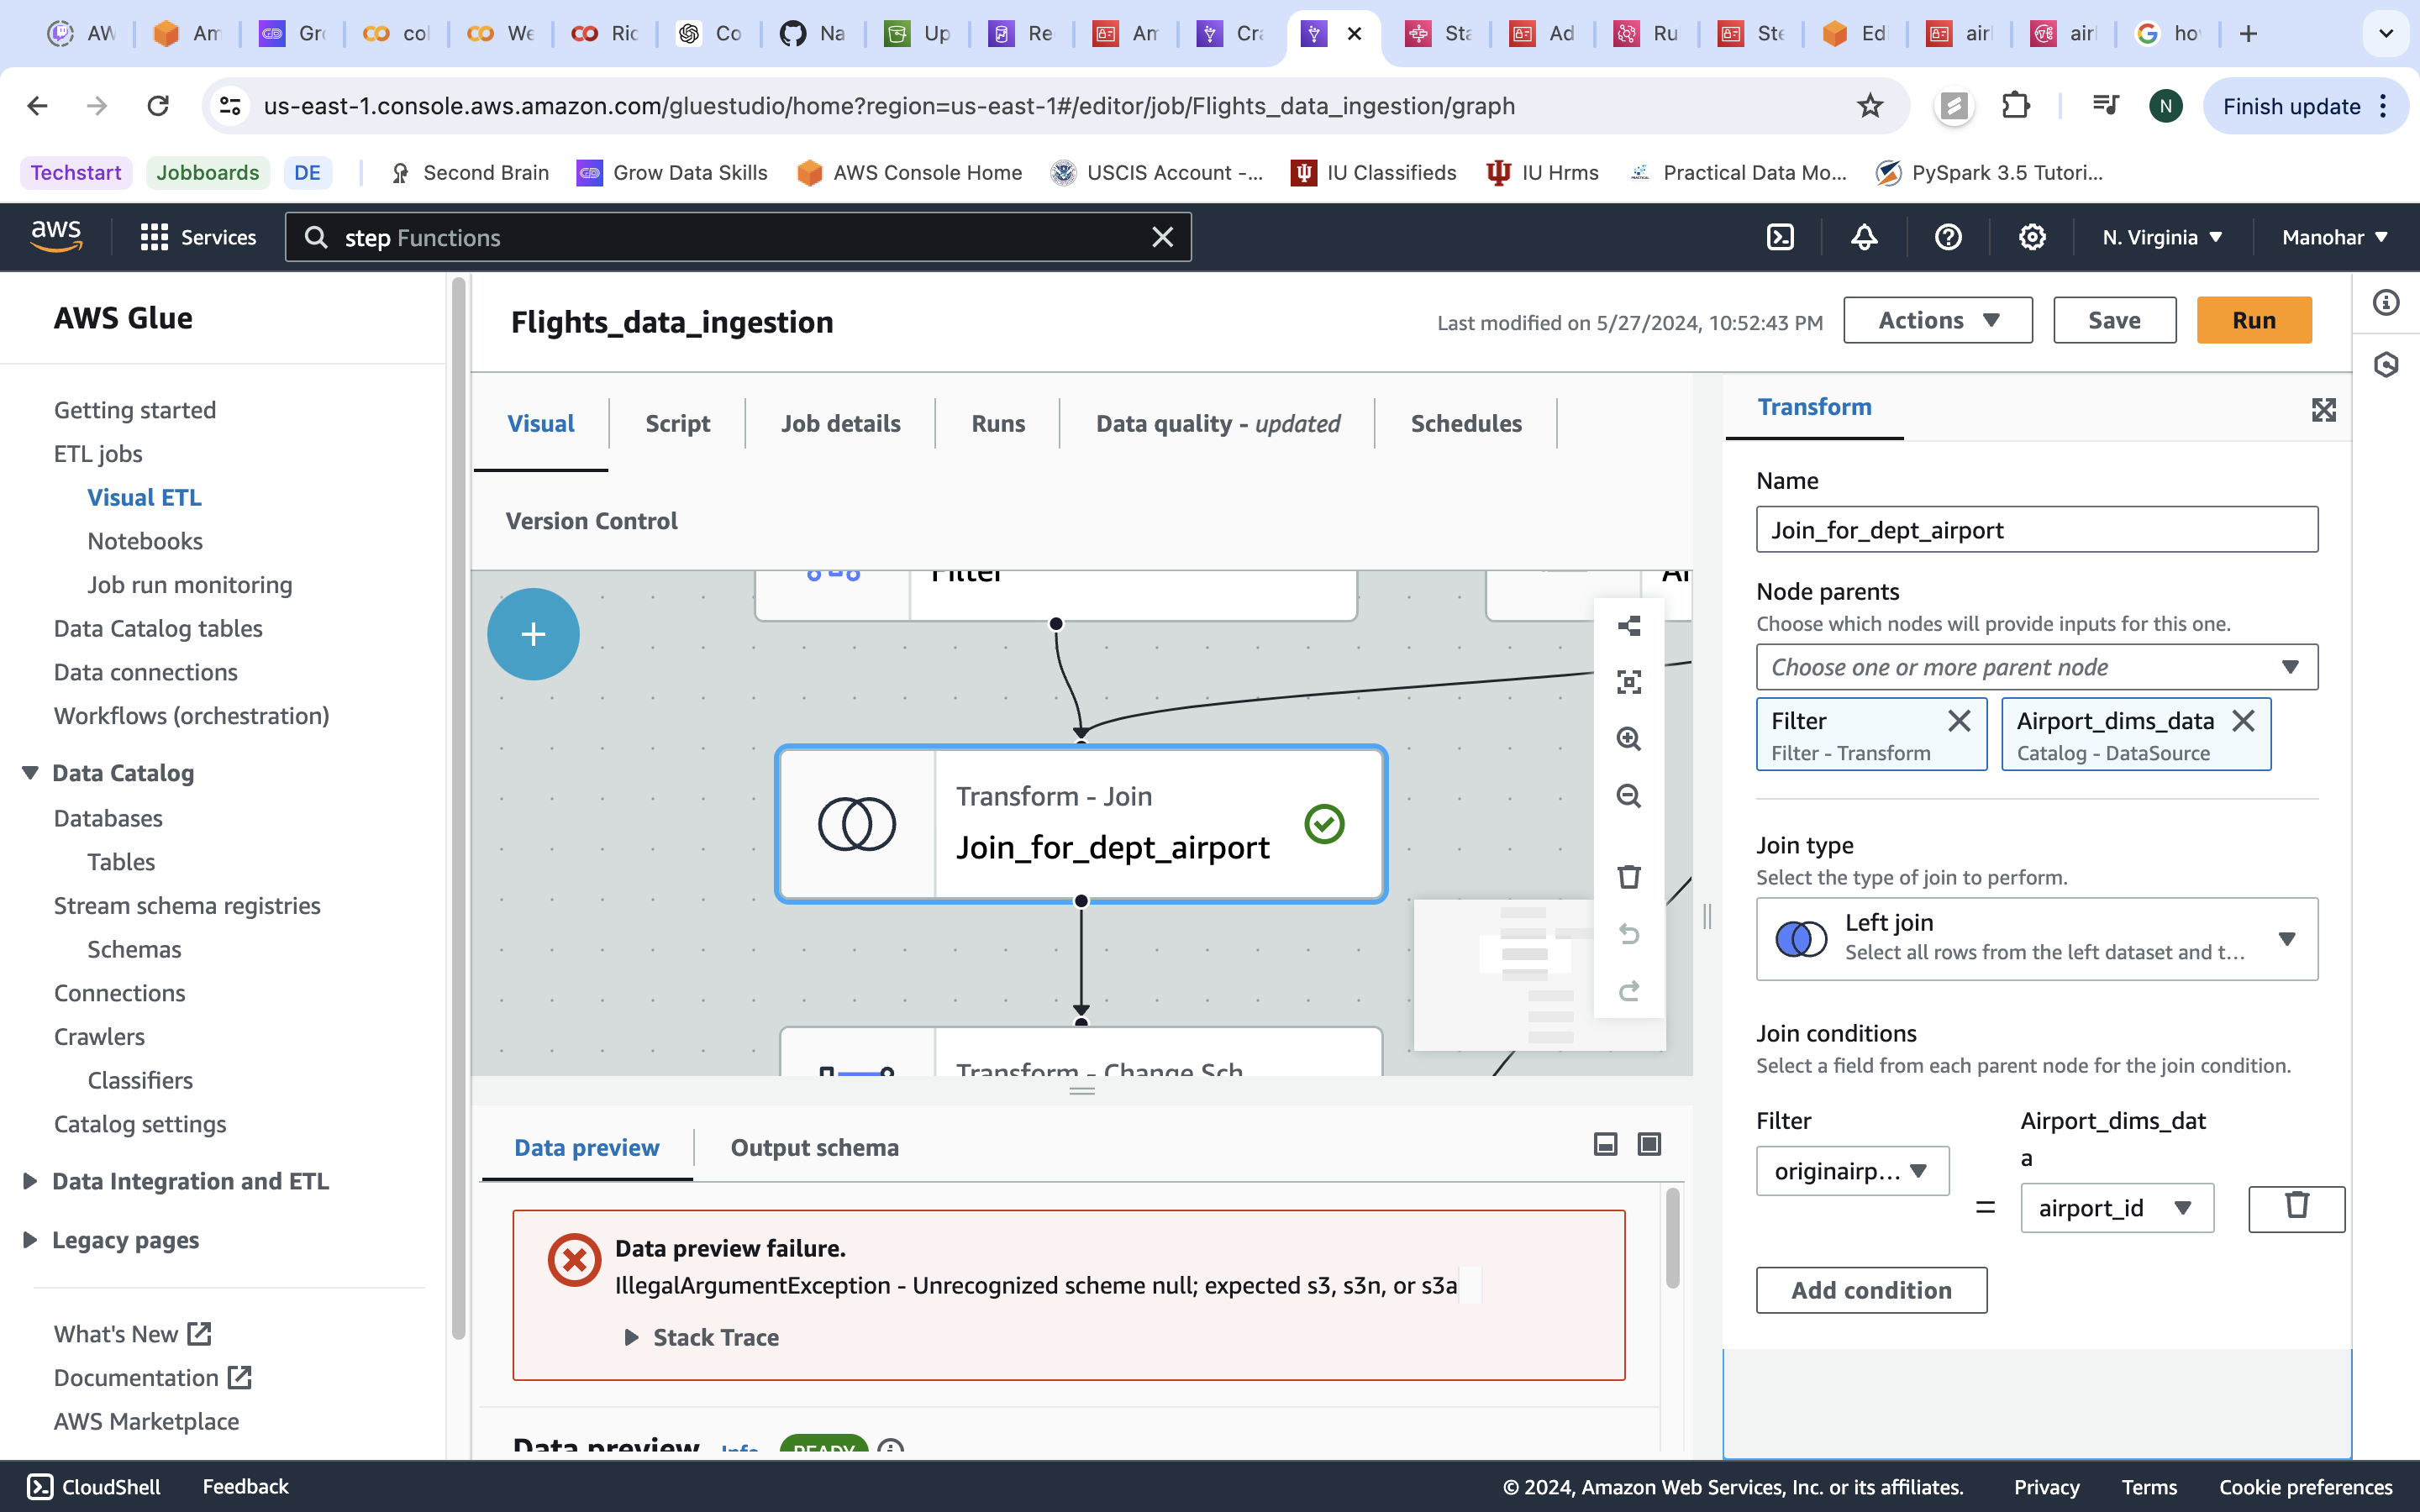 AW
Am
Gro
col
We
Ric
Co
Na
Up
Re
Am
Cra
Sta
Ad
Ru
Ste
Edi
airl
airl
how
us-east-1.console.aws.amazon.com/gluestudio/home?region=us-east-1#/editor/job/Flights_data_ingestion/graph
N
Finish update
Techstart
Jobboards
DE
Second Brain
Grow Data Skills
AWS Console Home
USCIS Account -...
IU Classifieds
IU Hrms
Practical Data Mo...
PySpark 3.5 Tutori...
aws
Services
step Functions
N. Virginia
Manohar
AWS Glue
Getting started
ETL jobs
Visual ETL
Notebooks
Job run monitoring
Data Catalog tables
Data connections
Workflows (orchestration)
Data Catalog
Databases
Tables
Stream schema registries
Schemas
Connections
Crawlers
Classifiers
Catalog settings
Data Integration and ETL
Legacy pages
What's New
Documentation
AWS Marketplace
Flights_data_ingestion
Last modified on 5/27/2024, 10:52:43 PM
Actions
Save
Run
Visual
Script
Job details
Runs
Data quality - updated
Schedules
Version Control
Filter
Transform - Join
Join_for_dept_airport
Transform - Change Sch
Data preview
Output schema
Data preview failure.
IllegalArgumentException - Unrecognized scheme null; expected s3, s3n, or s3a
Stack Trace
Data preview
Info
READY
Transform
Name
Join_for_dept_airport
Node parents
Choose which nodes will provide inputs for this one.
Choose one or more parent node
Filter
Filter - Transform
Airport_dims_data
Catalog - DataSource
Join type
Select the type of join to perform.
Left join
Select all rows from the left dataset and t...
Join conditions
Select a field from each parent node for the join condition.
Filter
originairp...
=
Airport_dims_dat
a
airport_id
Add condition
CloudShell
Feedback
© 2024, Amazon Web Services, Inc. or its affiliates.
Privacy
Terms
Cookie preferences